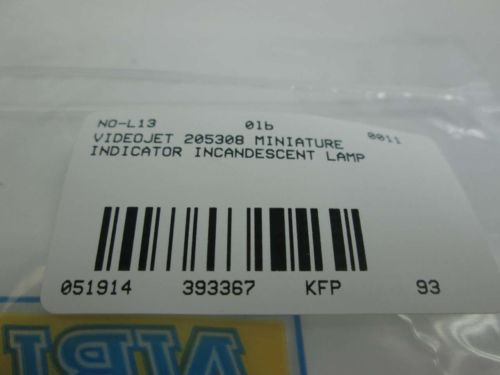 NO-L13 01b
VIDEOJET 205308 MINIATURE 0011
INDICATOR INCANDESCENT LAMP
051914 393367 KFP 93